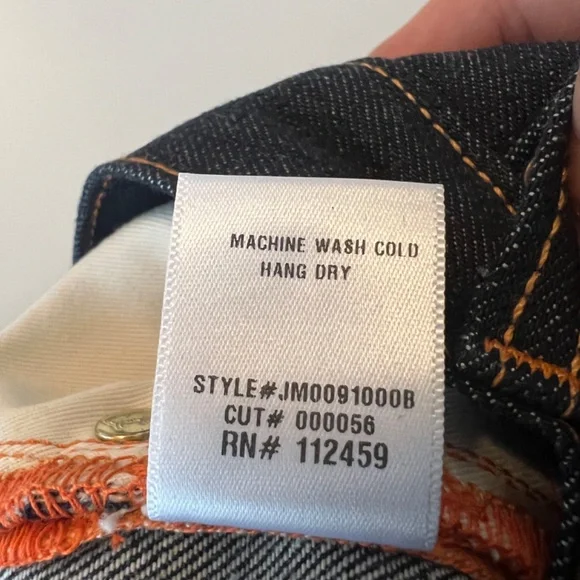 MACHINE WASH COLD
HANG DRY
STYLE#JM0091000B
CUT# 000056
RN# 112459